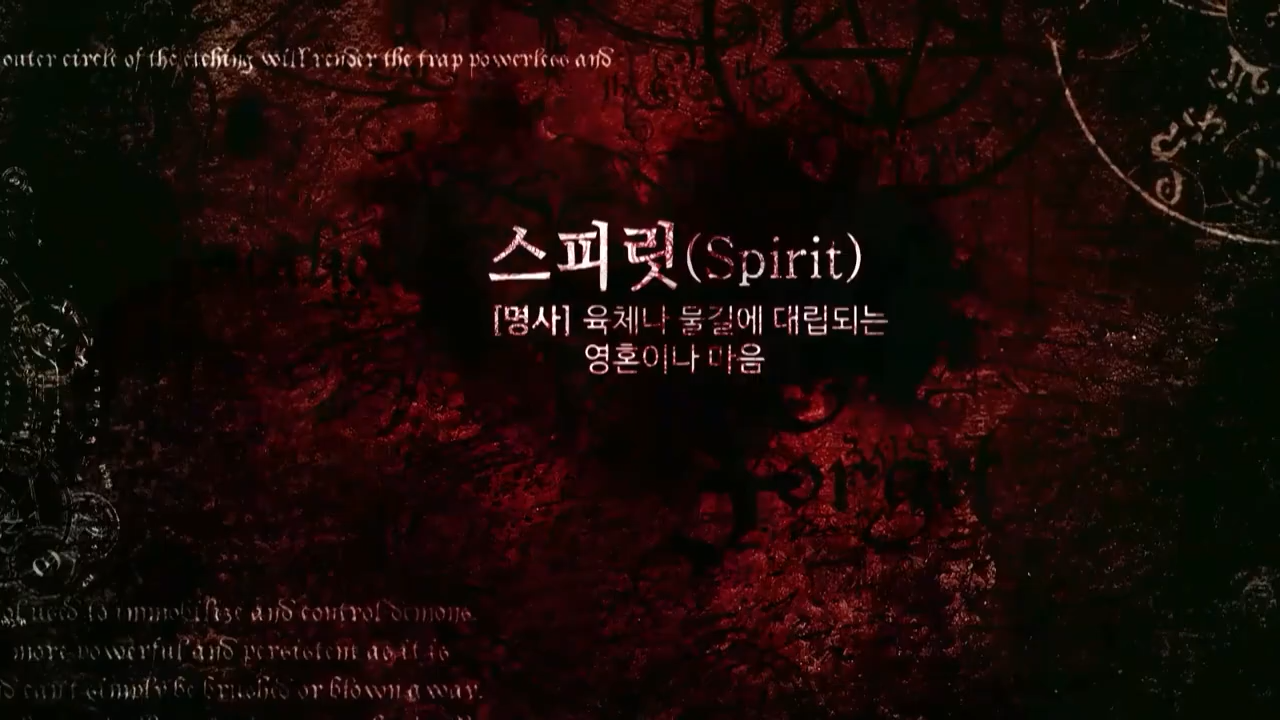 outer circle of the etching will render the trap powerless and
스피릿(Spirit)
[명사] 육체나 물질에 대립되는
영혼이나 마음
forget
used to immobilize and control demons.
more powerful and persistent as it is
can't simply be brushed or blown away.